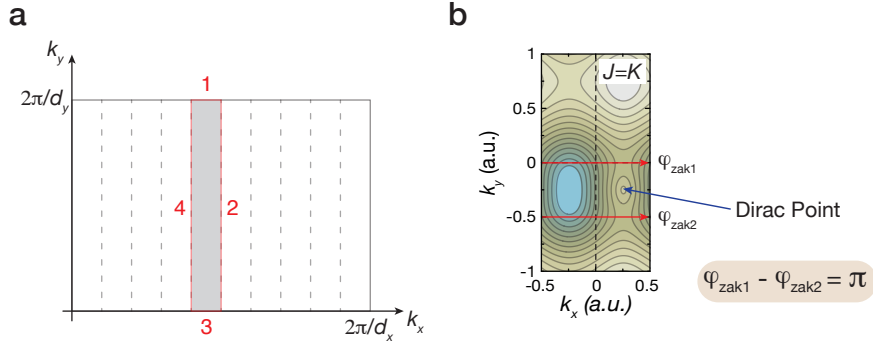 a
k_y
2π/d_y
1
4
2
3
2π/d_x
k_x
b
J=K
1
0.5
0
-0.5
-1
k_y (a.u.)
-0.5
0
0.5
k_x (a.u.)
φ_zak1
φ_zak2
Dirac Point
φ_zak1 - φ_zak2 = π